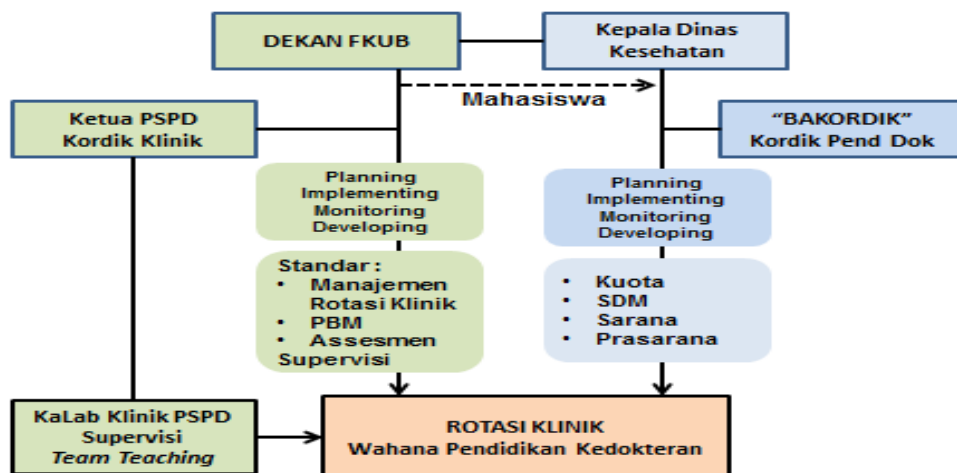 DEKAN FKUB
Kepala Dinas
Kesehatan
Mahasiswa
Ketua PSPD
Kordik Klinik
“BAKORDIK”
Kordik Pend Dok
Planning
Implementing
Monitoring
Developing
Planning
Implementing
Monitoring
Developing
Standar :
• Manajemen
Rotasi Klinik
• PBM
• Assesmen
Supervisi
• Kuota
• SDM
• Sarana
• Prasarana
KaLab Klinik PSPD
Supervisi
Team Teaching
ROTASI KLINIK
Wahana Pendidikan Kedokteran